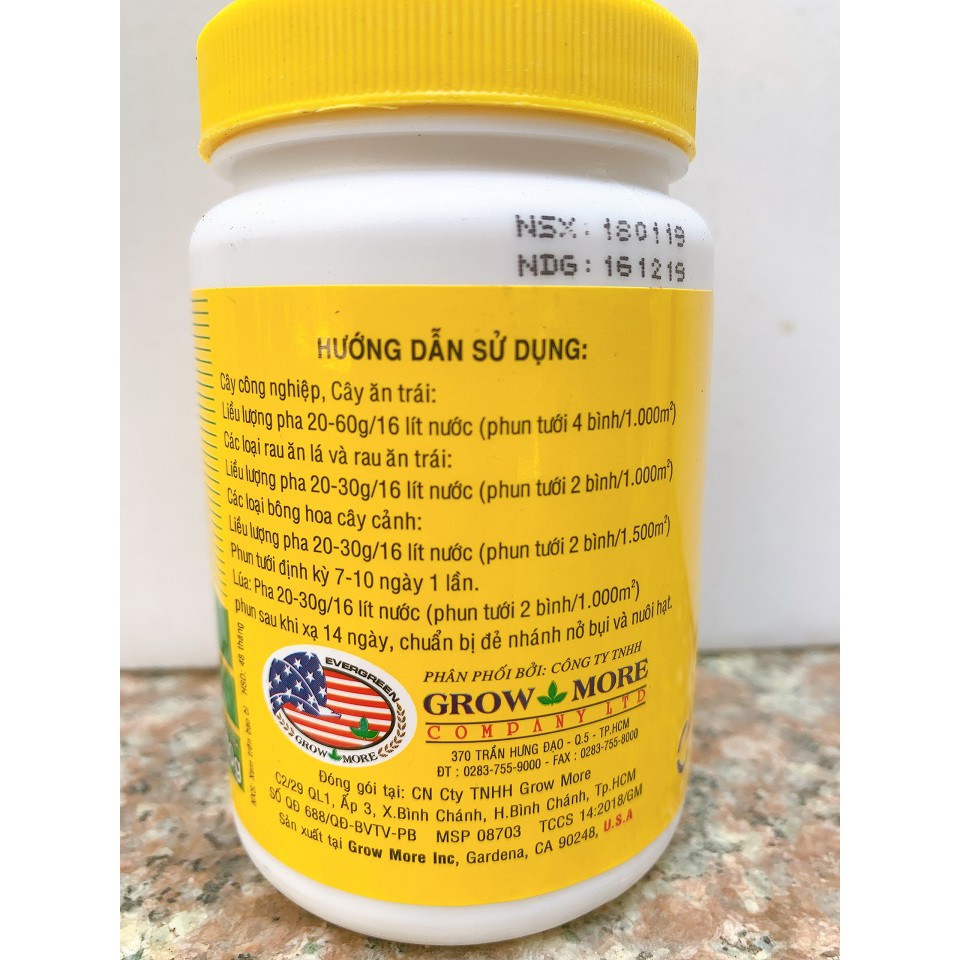 NSX: 180119
NDG: 161219
HƯỚNG DẪN SỬ DỤNG:
Cây công nghiệp, Cây ăn trái:
Liều lượng pha 20-60g/16 lít nước (phun tưới 4 bình/1.000m²)
Các loại rau ăn lá và rau ăn trái:
Liều lượng pha 20-30g/16 lít nước (phun tưới 2 bình/1.000m²)
Các loại bông hoa cây cảnh:
Liều lượng pha 20-30g/16 lít nước (phun tưới 2 bình/1.500m²)
Phun tưới định kỳ 7-10 ngày 1 lần.
Lúa: Pha 20-30g/16 lít nước (phun tưới 2 bình/1.000m²)
phun sau khi xạ 14 ngày, chuẩn bị đẻ nhánh nở bụi và nuôi hạt.
HSD: 48 tháng
EVERGREEN
GROW MORE
PHÂN PHỐI BỞI: CÔNG TY TNHH
GROW MORE
COMPANY LTD
370 TRẦN HƯNG ĐẠO - Q.5 - TP.HCM
ĐT : 0283-755-9000 - FAX : 0283-755-8000
Đóng gói tại: CN Cty TNHH Grow More
C2/29 QL1, Ấp 3, X.Bình Chánh, H.Bình Chánh, Tp.HCM
SỐ QĐ 688/QĐ-BVTV-PB MSP 08703 TCCS 14:2018/GM
Sản xuất tại Grow More Inc, Gardena, CA 90248, U.S.A